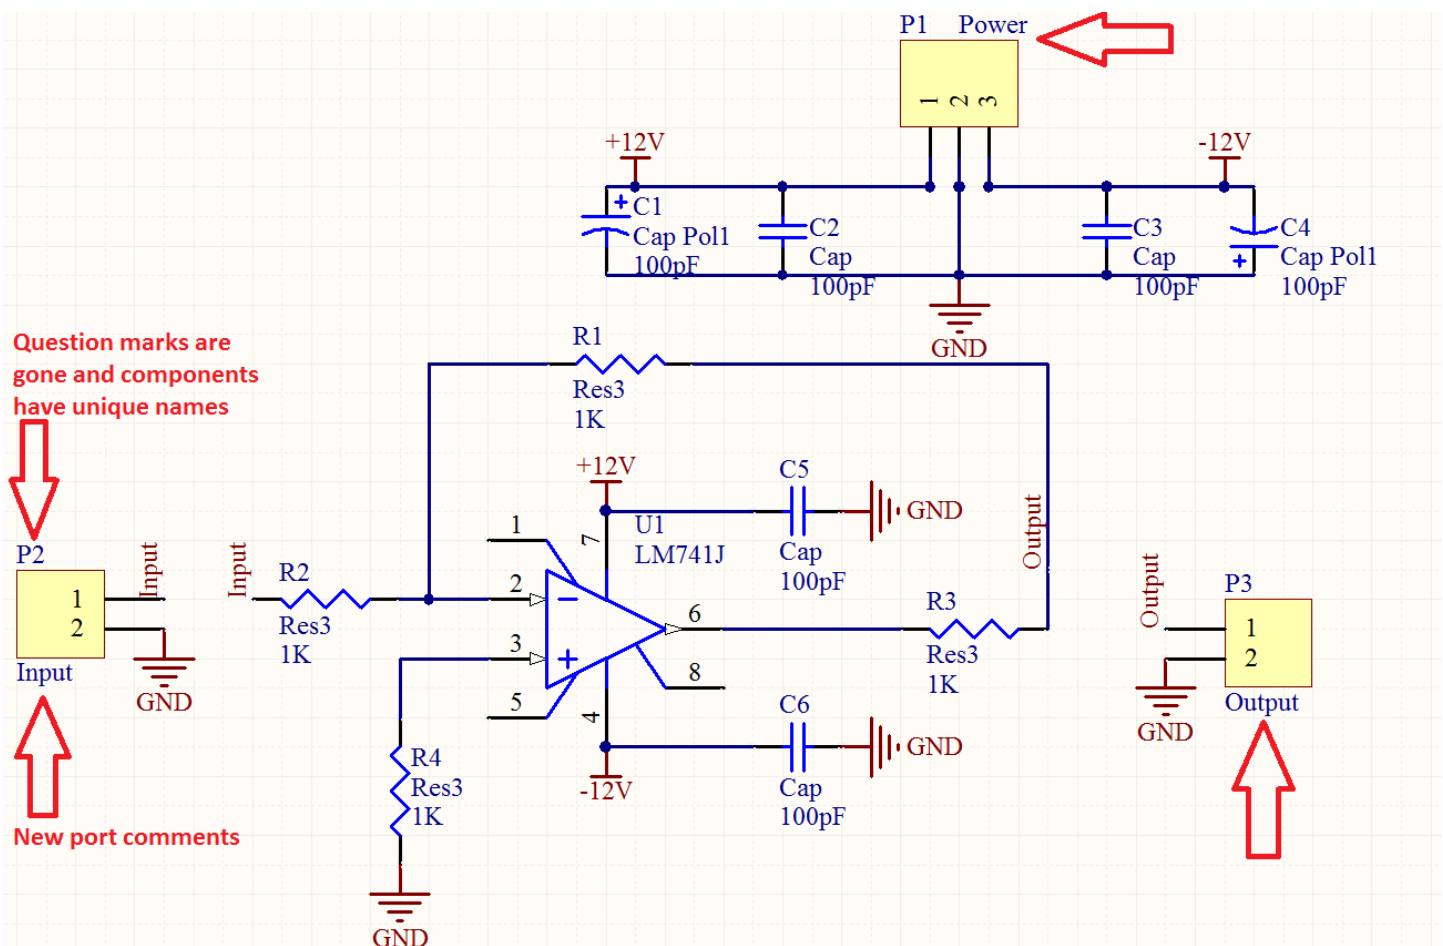 P1 Power
1 2 3
+12V
-12V
C1
Cap Pol1
100pF
C2
Cap
100pF
C3
Cap
100pF
C4
Cap Pol1
100pF
GND
Question marks are
gone and components
have unique names
R1
Res3
1K
+12V
C5
GND
Cap
100pF
U1
LM741J
1
7
2
3
5
4
6
8
Output
P2
1
2
Input
Input
GND
Input
R2
Res3
1K
R3
Res3
1K
Output
P3
1
2
Output
GND
C6
GND
Cap
100pF
-12V
R4
Res3
1K
GND
New port comments